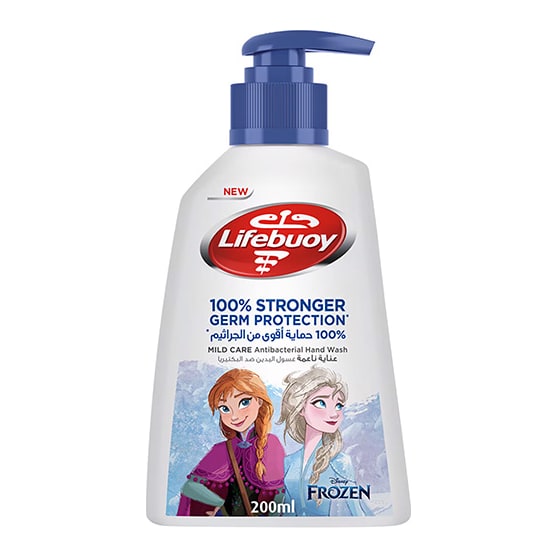 NEW
Lifebuoy
100% STRONGER
GERM PROTECTION*
100% حماية أقوى من الجراثيم*
MILD CARE Antibacterial Hand Wash
عناية ناعمة غسول اليدين ضد البكتيريا
Disney
FROZEN
200ml